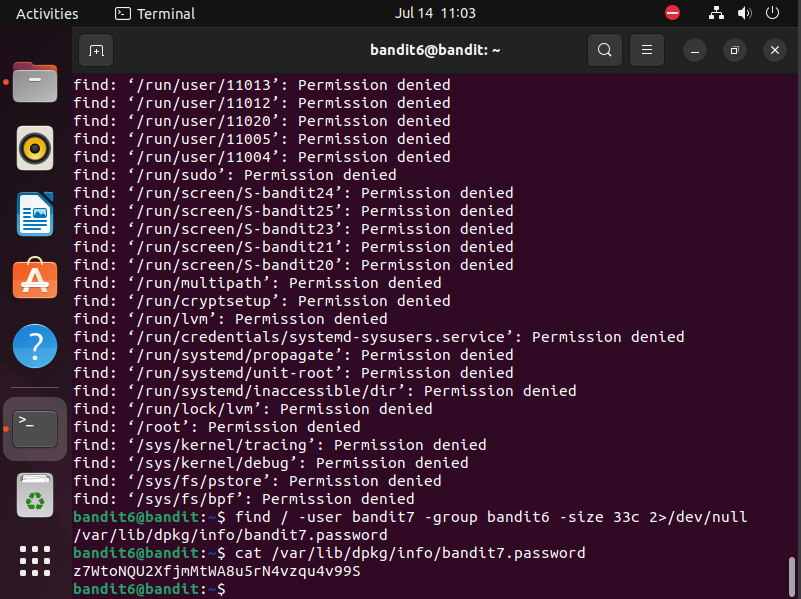 Activities
Terminal
Jul 14 11:03
bandit6@bandit: ~
find: ‘/run/user/11013’: Permission denied
find: ‘/run/user/11012’: Permission denied
find: ‘/run/user/11020’: Permission denied
find: ‘/run/user/11005’: Permission denied
find: ‘/run/user/11004’: Permission denied
find: ‘/run/sudo’: Permission denied
find: ‘/run/screen/S-bandit24’: Permission denied
find: ‘/run/screen/S-bandit25’: Permission denied
find: ‘/run/screen/S-bandit23’: Permission denied
find: ‘/run/screen/S-bandit21’: Permission denied
find: ‘/run/screen/S-bandit20’: Permission denied
find: ‘/run/multipath’: Permission denied
find: ‘/run/cryptsetup’: Permission denied
find: ‘/run/lvm’: Permission denied
find: ‘/run/credentials/systemd-sysusers.service’: Permission denied
find: ‘/run/systemd/propagate’: Permission denied
find: ‘/run/systemd/unit-root’: Permission denied
find: ‘/run/systemd/inaccessible/dir’: Permission denied
find: ‘/run/lock/lvm’: Permission denied
find: ‘/root’: Permission denied
find: ‘/sys/kernel/tracing’: Permission denied
find: ‘/sys/kernel/debug’: Permission denied
find: ‘/sys/fs/pstore’: Permission denied
find: ‘/sys/fs/bpf’: Permission denied
bandit6@bandit:~$ find / -user bandit7 -group bandit6 -size 33c 2>/dev/null
/var/lib/dpkg/info/bandit7.password
bandit6@bandit:~$ cat /var/lib/dpkg/info/bandit7.password
z7WtoNQU2XfjmMtWA8u5rN4vzqu4v99S
bandit6@bandit:~$